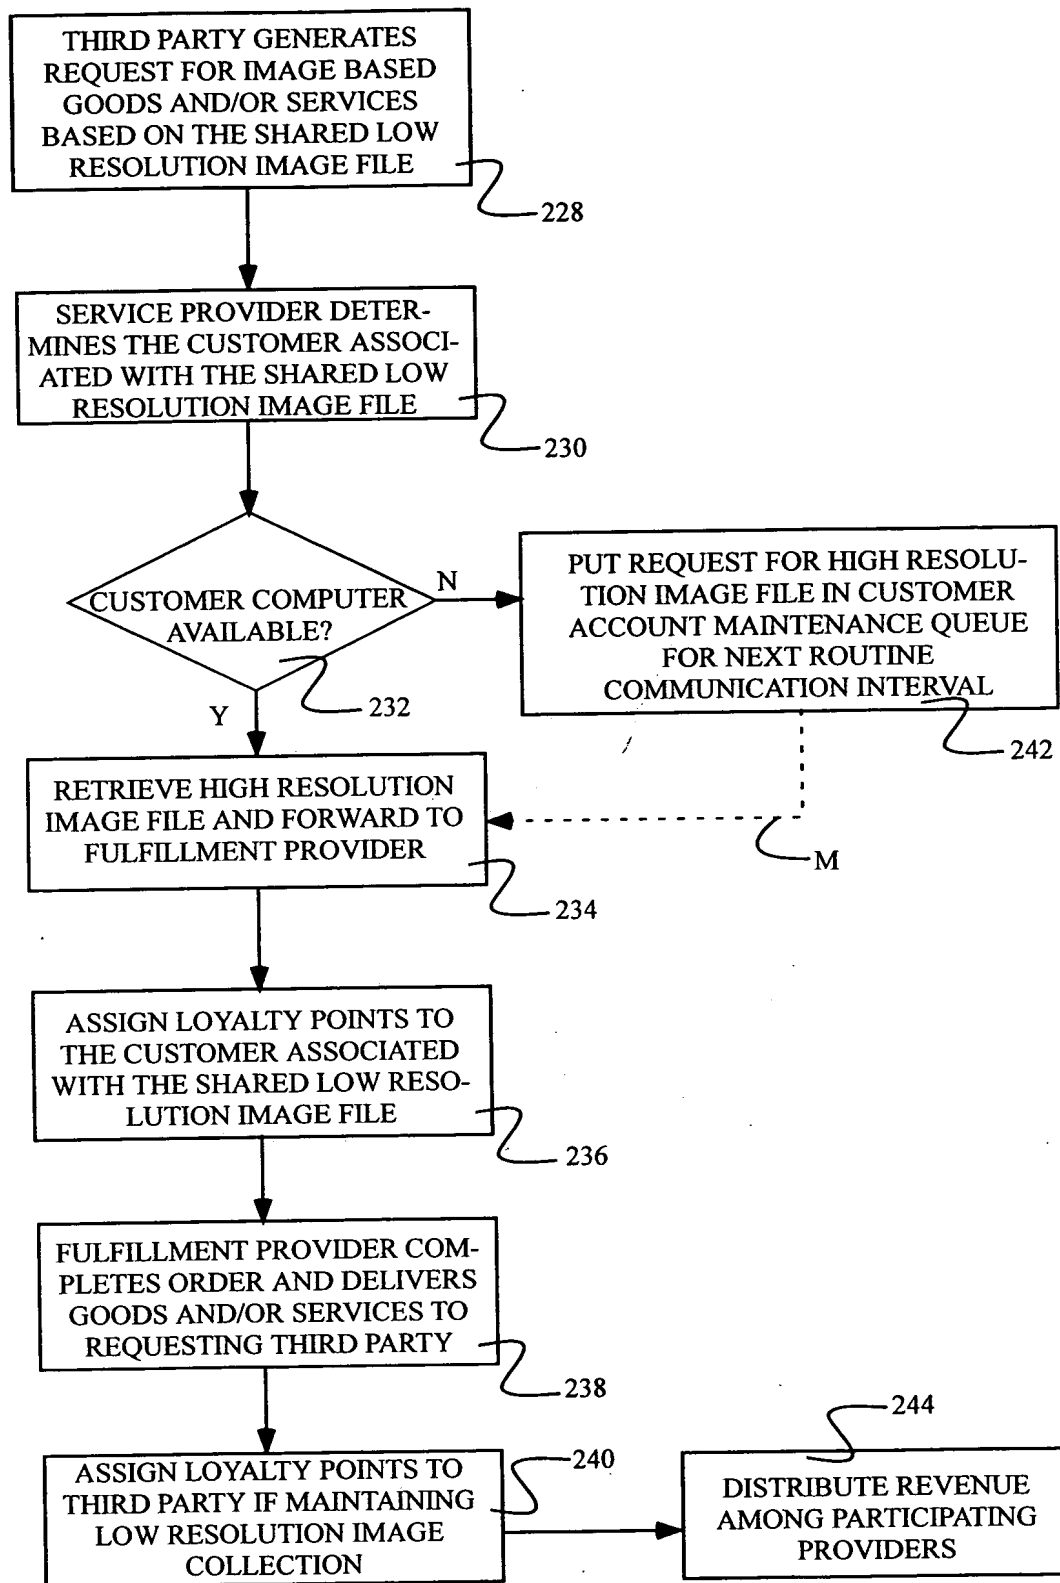 THIRD PARTY GENERATES
REQUEST FOR IMAGE BASED
GOODS AND/OR SERVICES
BASED ON THE SHARED LOW
RESOLUTION IMAGE FILE
228
SERVICE PROVIDER DETER-
MINES THE CUSTOMER ASSOCI-
ATED WITH THE SHARED LOW
RESOLUTION IMAGE FILE
230
CUSTOMER COMPUTER
AVAILABLE?
N
Y
232
PUT REQUEST FOR HIGH RESOLU-
TION IMAGE FILE IN CUSTOMER
ACCOUNT MAINTENANCE QUEUE
FOR NEXT ROUTINE
COMMUNICATION INTERVAL
242
RETRIEVE HIGH RESOLUTION
IMAGE FILE AND FORWARD TO
FULFILLMENT PROVIDER
M
234
ASSIGN LOYALTY POINTS TO
THE CUSTOMER ASSOCIATED
WITH THE SHARED LOW RESO-
LUTION IMAGE FILE
236
FULFILLMENT PROVIDER COM-
PLETES ORDER AND DELIVERS
GOODS AND/OR SERVICES TO
REQUESTING THIRD PARTY
238
ASSIGN LOYALTY POINTS TO
THIRD PARTY IF MAINTAINING
LOW RESOLUTION IMAGE
COLLECTION
240
244
DISTRIBUTE REVENUE
AMONG PARTICIPATING
PROVIDERS